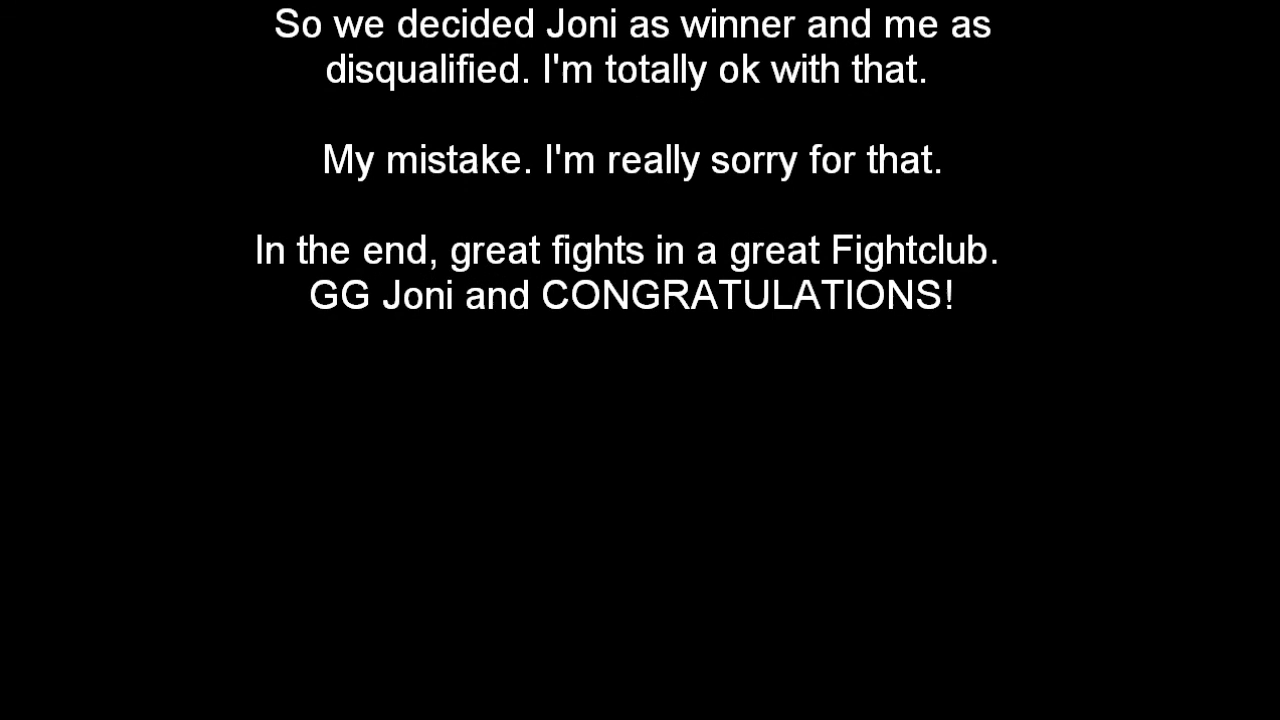 So we decided Joni as winner and me as
disqualified. I'm totally ok with that.
My mistake. I'm really sorry for that.
In the end, great fights in a great Fightclub.
GG Joni and CONGRATULATIONS!